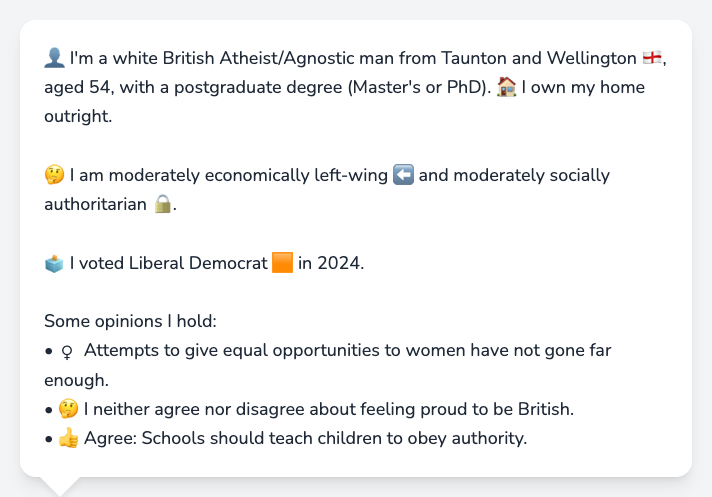 👤 I'm a white British Atheist/Agnostic man from Taunton and Wellington 🏴󠁧󠁢󠁥󠁮󠁧󠁿,
aged 54, with a postgraduate degree (Master's or PhD). 🏠 I own my home
outright.
🤔 I am moderately economically left-wing ⬅️ and moderately socially
authoritarian 🔒.
🗳️ I voted Liberal Democrat 🟧 in 2024.
Some opinions I hold:
• ♀ Attempts to give equal opportunities to women have not gone far
enough.
• 🤔 I neither agree nor disagree about feeling proud to be British.
• 👍 Agree: Schools should teach children to obey authority.